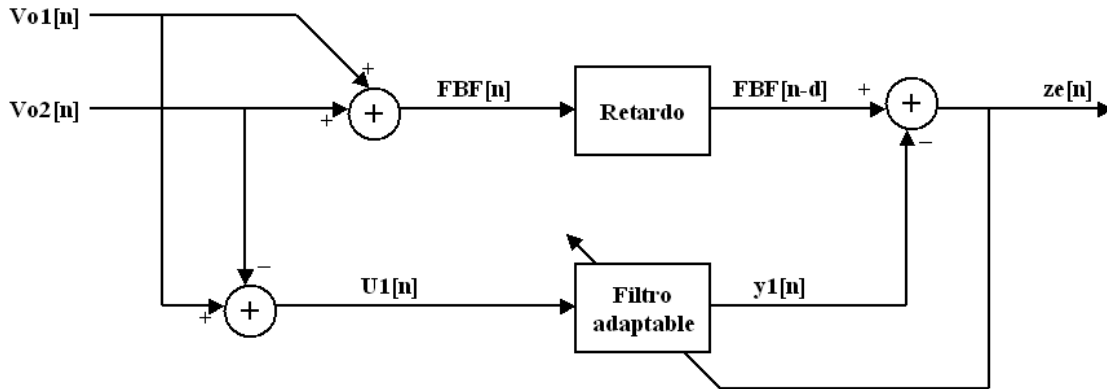 Vo1[n]
Vo2[n]
+
+
+
FBF[n]
Retardo
FBF[n-d]
+
+
−
ze[n]
−
+
+
U1[n]
Filtro
adaptable
y1[n]